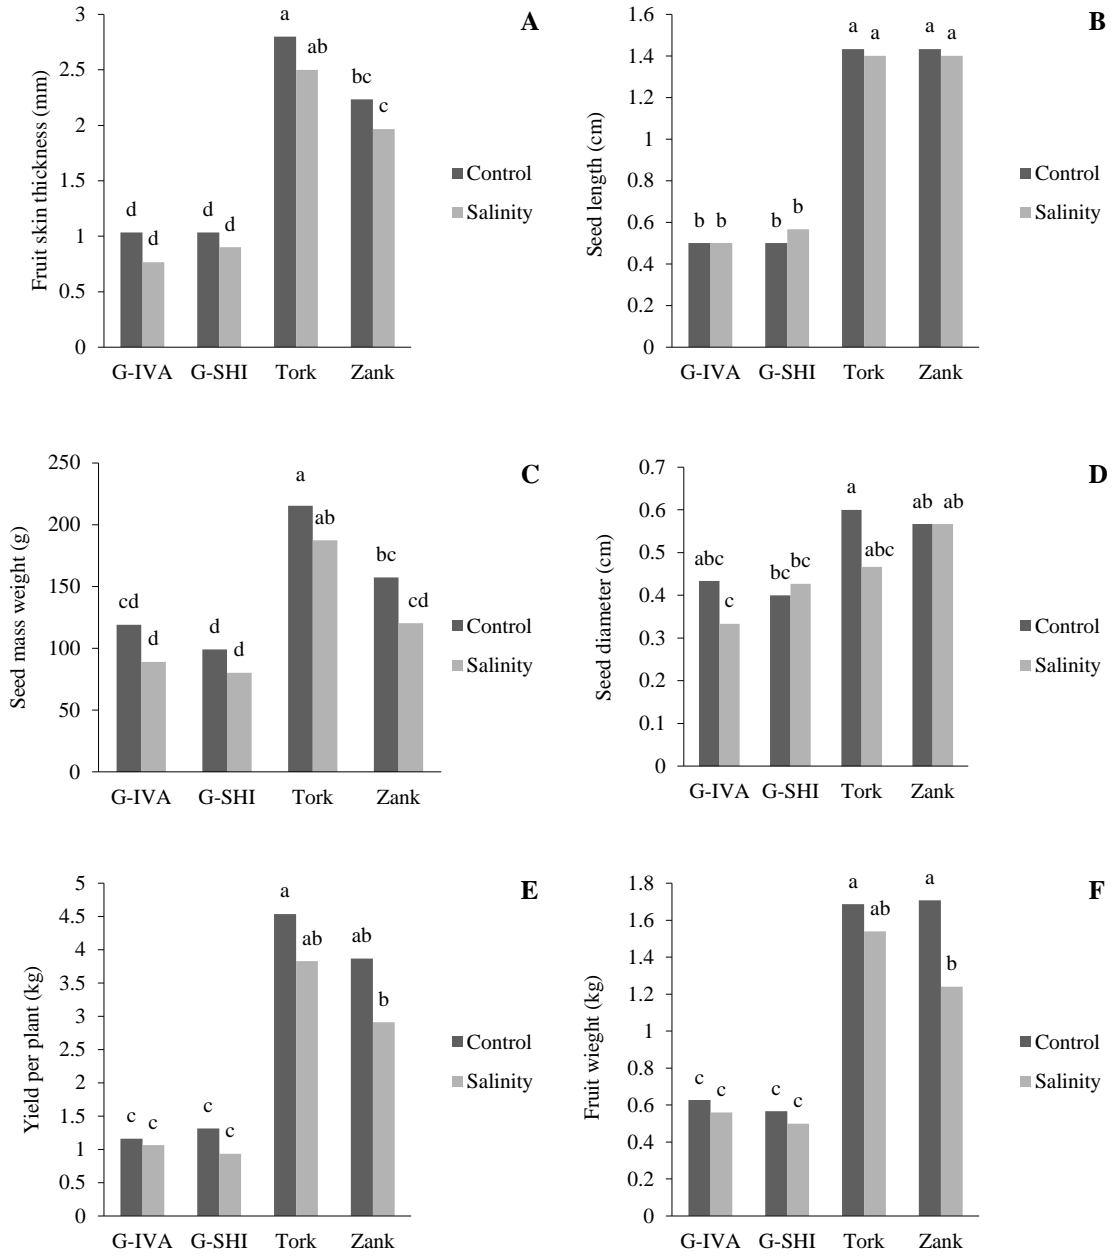 A
Fruit skin thickness (mm)
3
2.5
2
1.5
1
0.5
0
d d d d a ab bc c
G-IVA G-SHI Tork Zank
Control
Salinity
B
Seed length (cm)
1.6
1.4
1.2
1
0.8
0.6
0.4
0.2
0
b b b b a a a a
G-IVA G-SHI Tork Zank
Control
Salinity
C
Seed mass weight (g)
250
200
150
100
50
0
cd d d d a ab bc cd
G-IVA G-SHI Tork Zank
Control
Salinity
D
Seed diameter (cm)
0.7
0.6
0.5
0.4
0.3
0.2
0.1
0
abc c bc bc a abc ab ab
G-IVA G-SHI Tork Zank
Control
Salinity
E
Yield per plant (kg)
5
4.5
4
3.5
3
2.5
2
1.5
1
0.5
0
c c c c a ab ab b
G-IVA G-SHI Tork Zank
Control
Salinity
F
Fruit wieght (kg)
1.8
1.6
1.4
1.2
1
0.8
0.6
0.4
0.2
0
c c c c a ab a b
G-IVA G-SHI Tork Zank
Control
Salinity